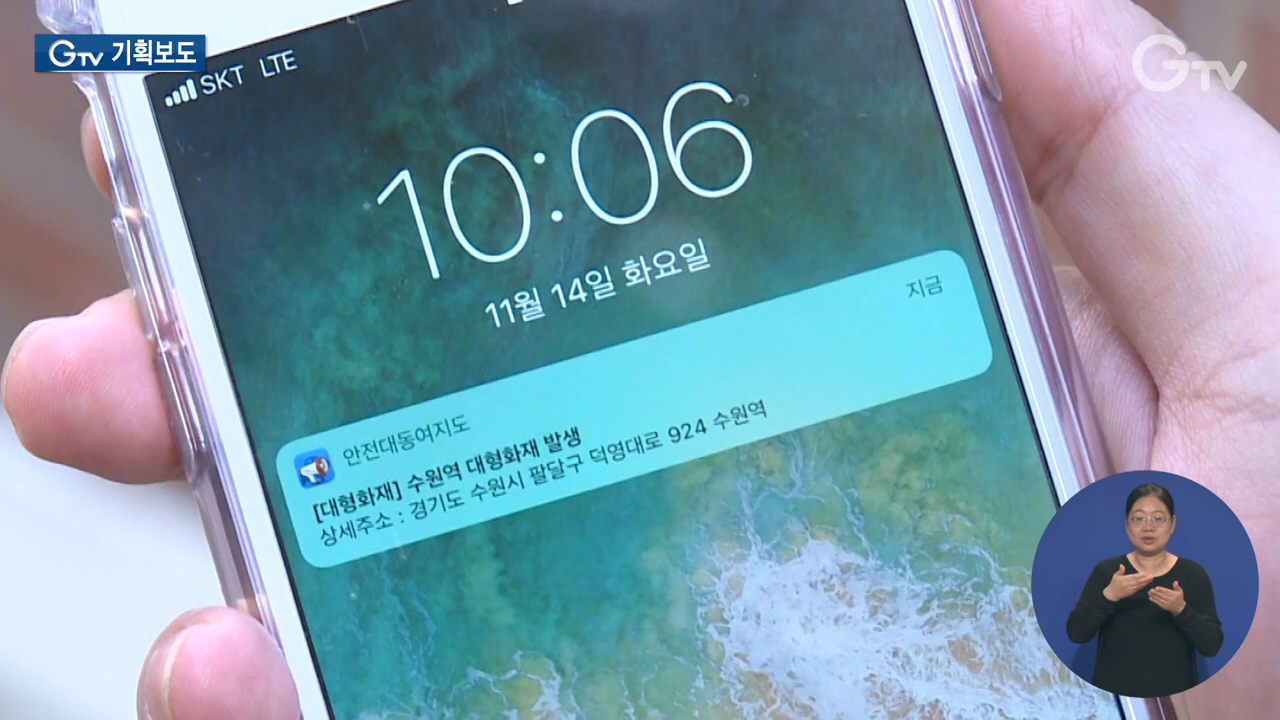 GTV 기획보도
GTV
SKT LTE
10:06
11월 14일 화요일
안전대동여지도
지금
[대형화재] 수원역 대형화재 발생
상세주소 : 경기도 수원시 팔달구 덕영대로 924 수원역